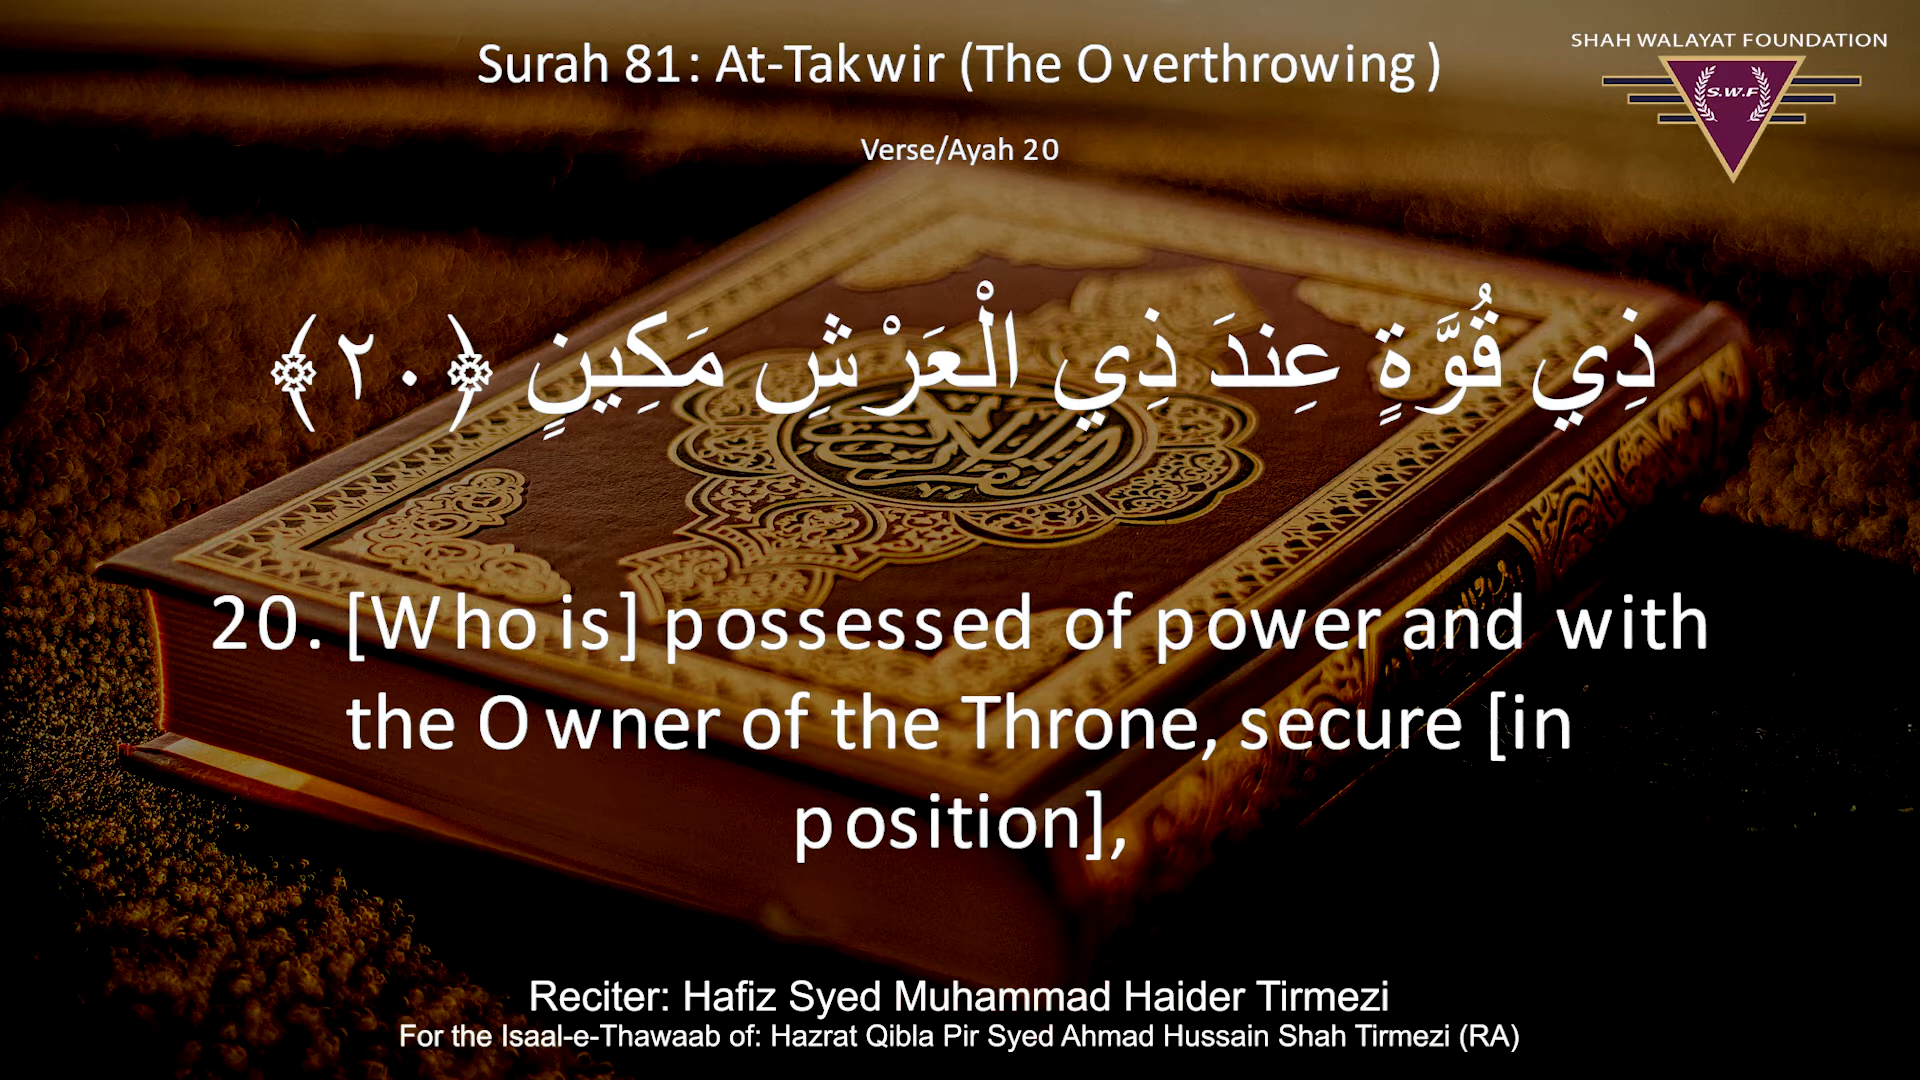 Surah 81: At-Takwir (The Overthrowing)
SHAH WALAYAT FOUNDATION
S.W.F
Verse/Ayah 20
ذِي قُوَّةٍ عِندَ ذِي الْعَرْشِ مَكِينٍ ﴿٢٠﴾
20. [Who is] possessed of power and with
the Owner of the Throne, secure [in
position],
Reciter: Hafiz Syed Muhammad Haider Tirmezi
For the Isaal-e-Thawaab of: Hazrat Qibla Pir Syed Ahmad Hussain Shah Tirmezi (RA)